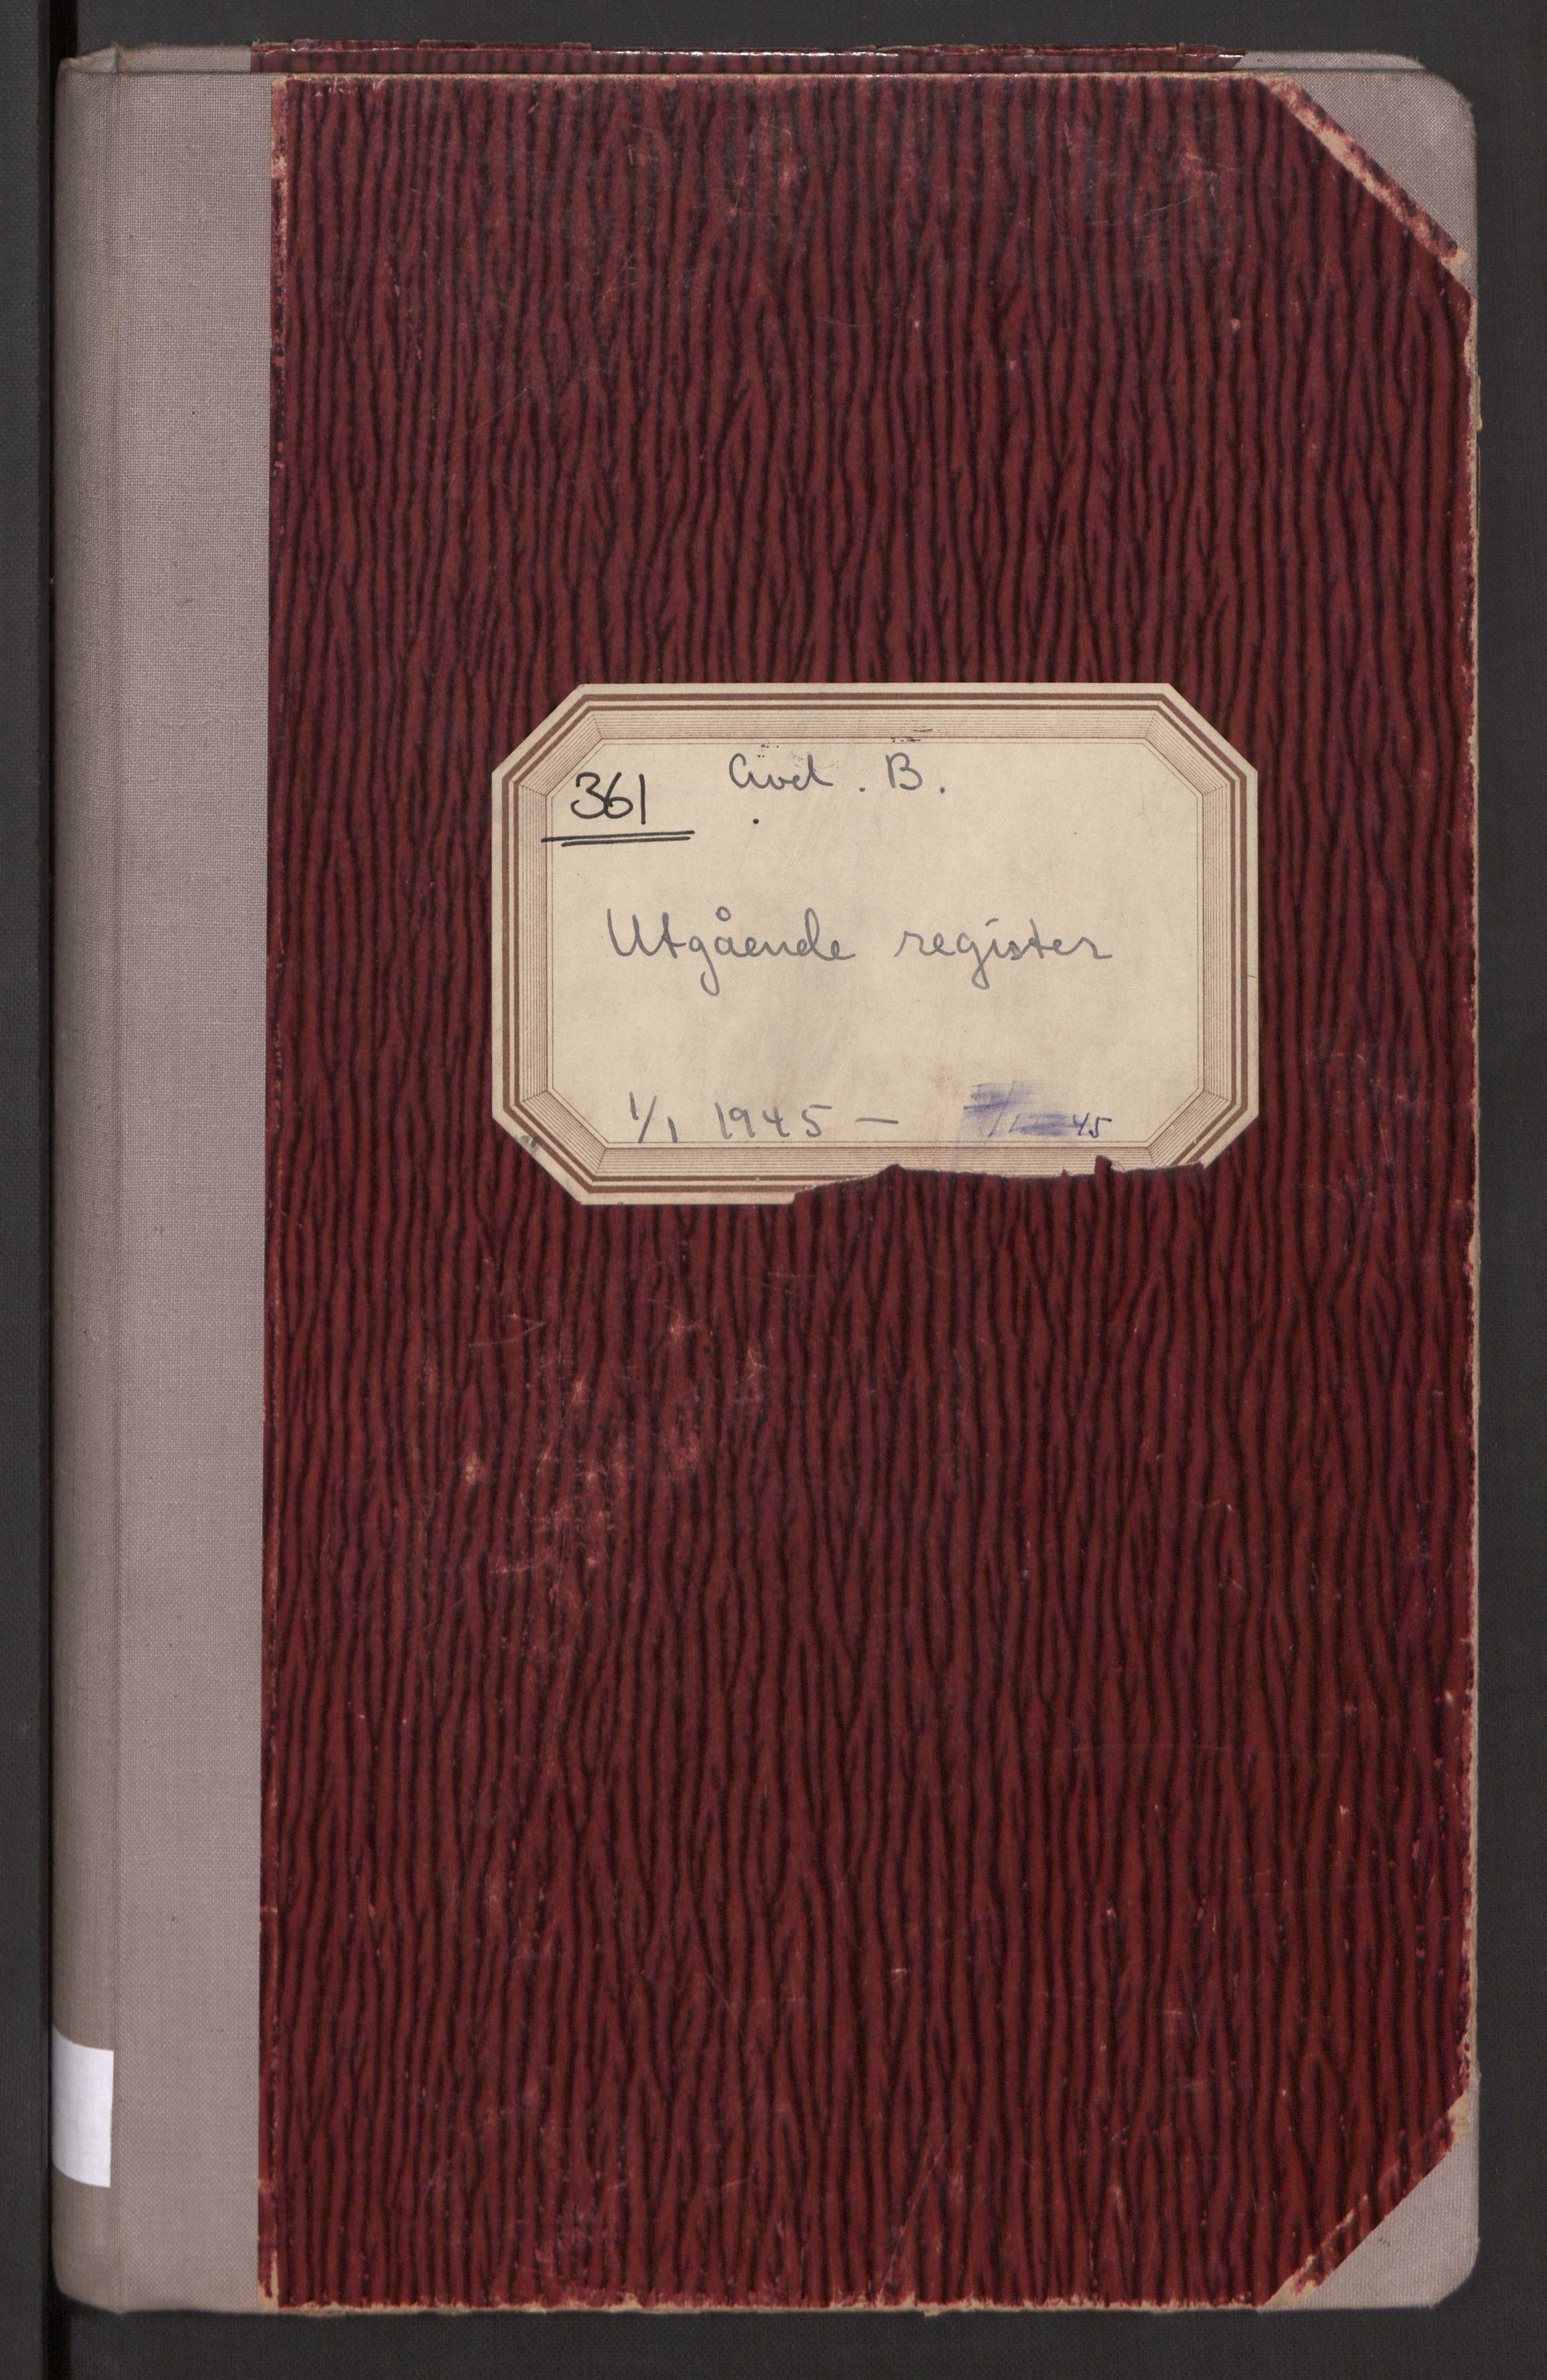 361 Avd. B.
Utgående register
1/1 1945 — 45